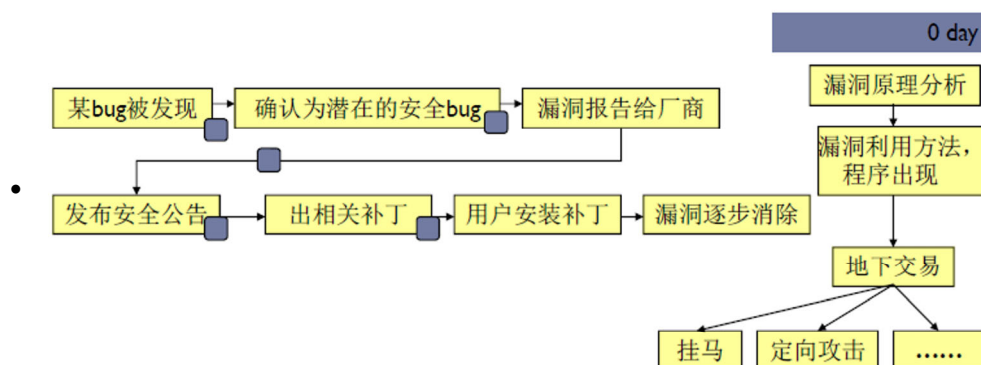 0 day
某bug被发现
确认为潜在的安全bug
漏洞报告给厂商
发布安全公告
出相关补丁
用户安装补丁
漏洞逐步消除
漏洞原理分析
漏洞利用方法，
程序出现
地下交易
挂马
定向攻击
……